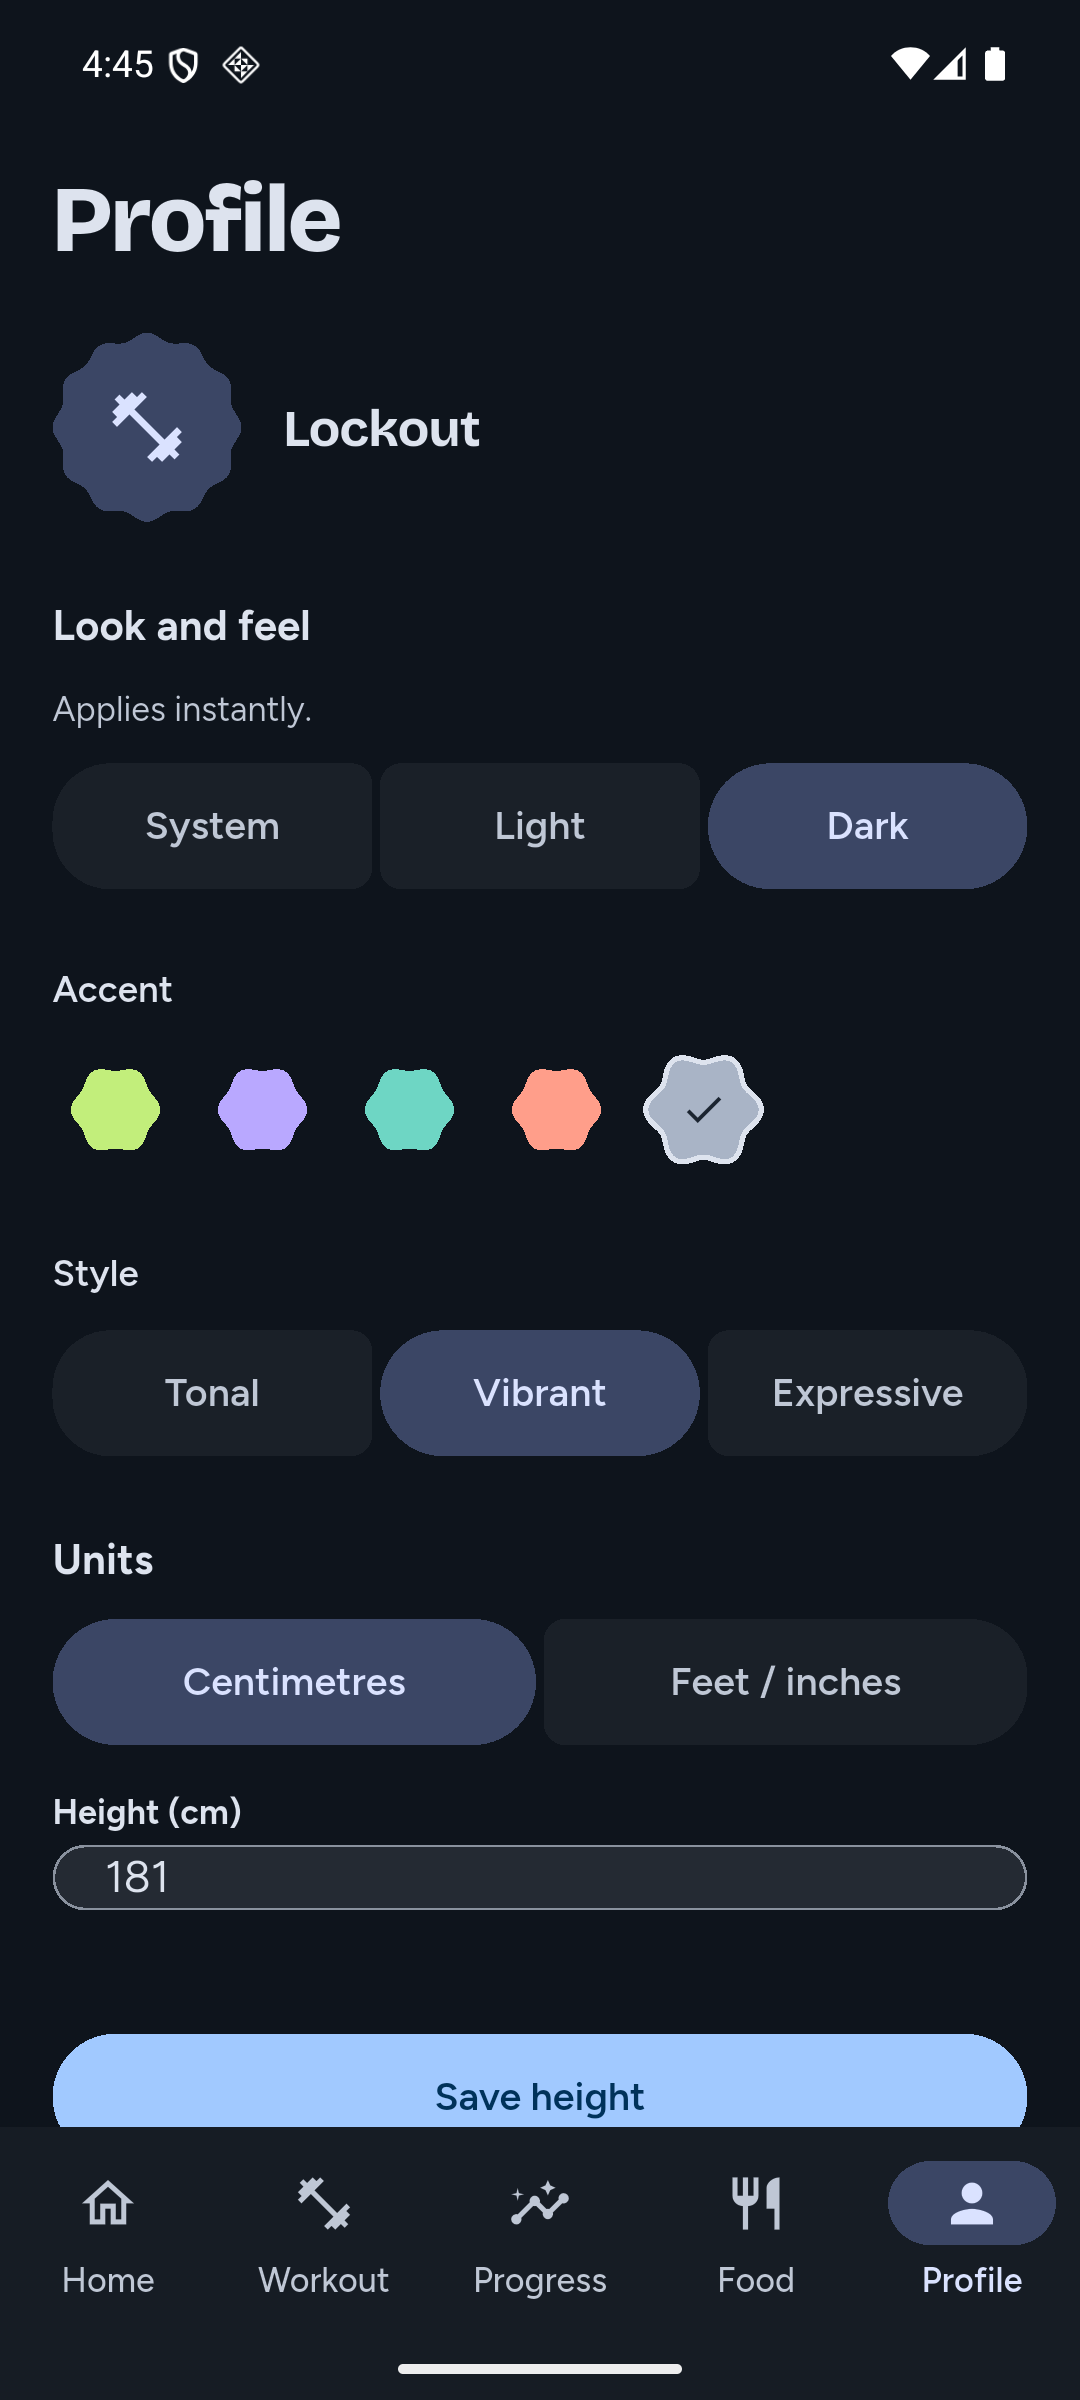 4:45
Profile
Lockout
Look and feel
Applies instantly.
System Light Dark
Accent
Style
Tonal Vibrant Expressive
Units
Centimetres Feet / inches
Height (cm)
181
Save height
Home Workout Progress Food Profile